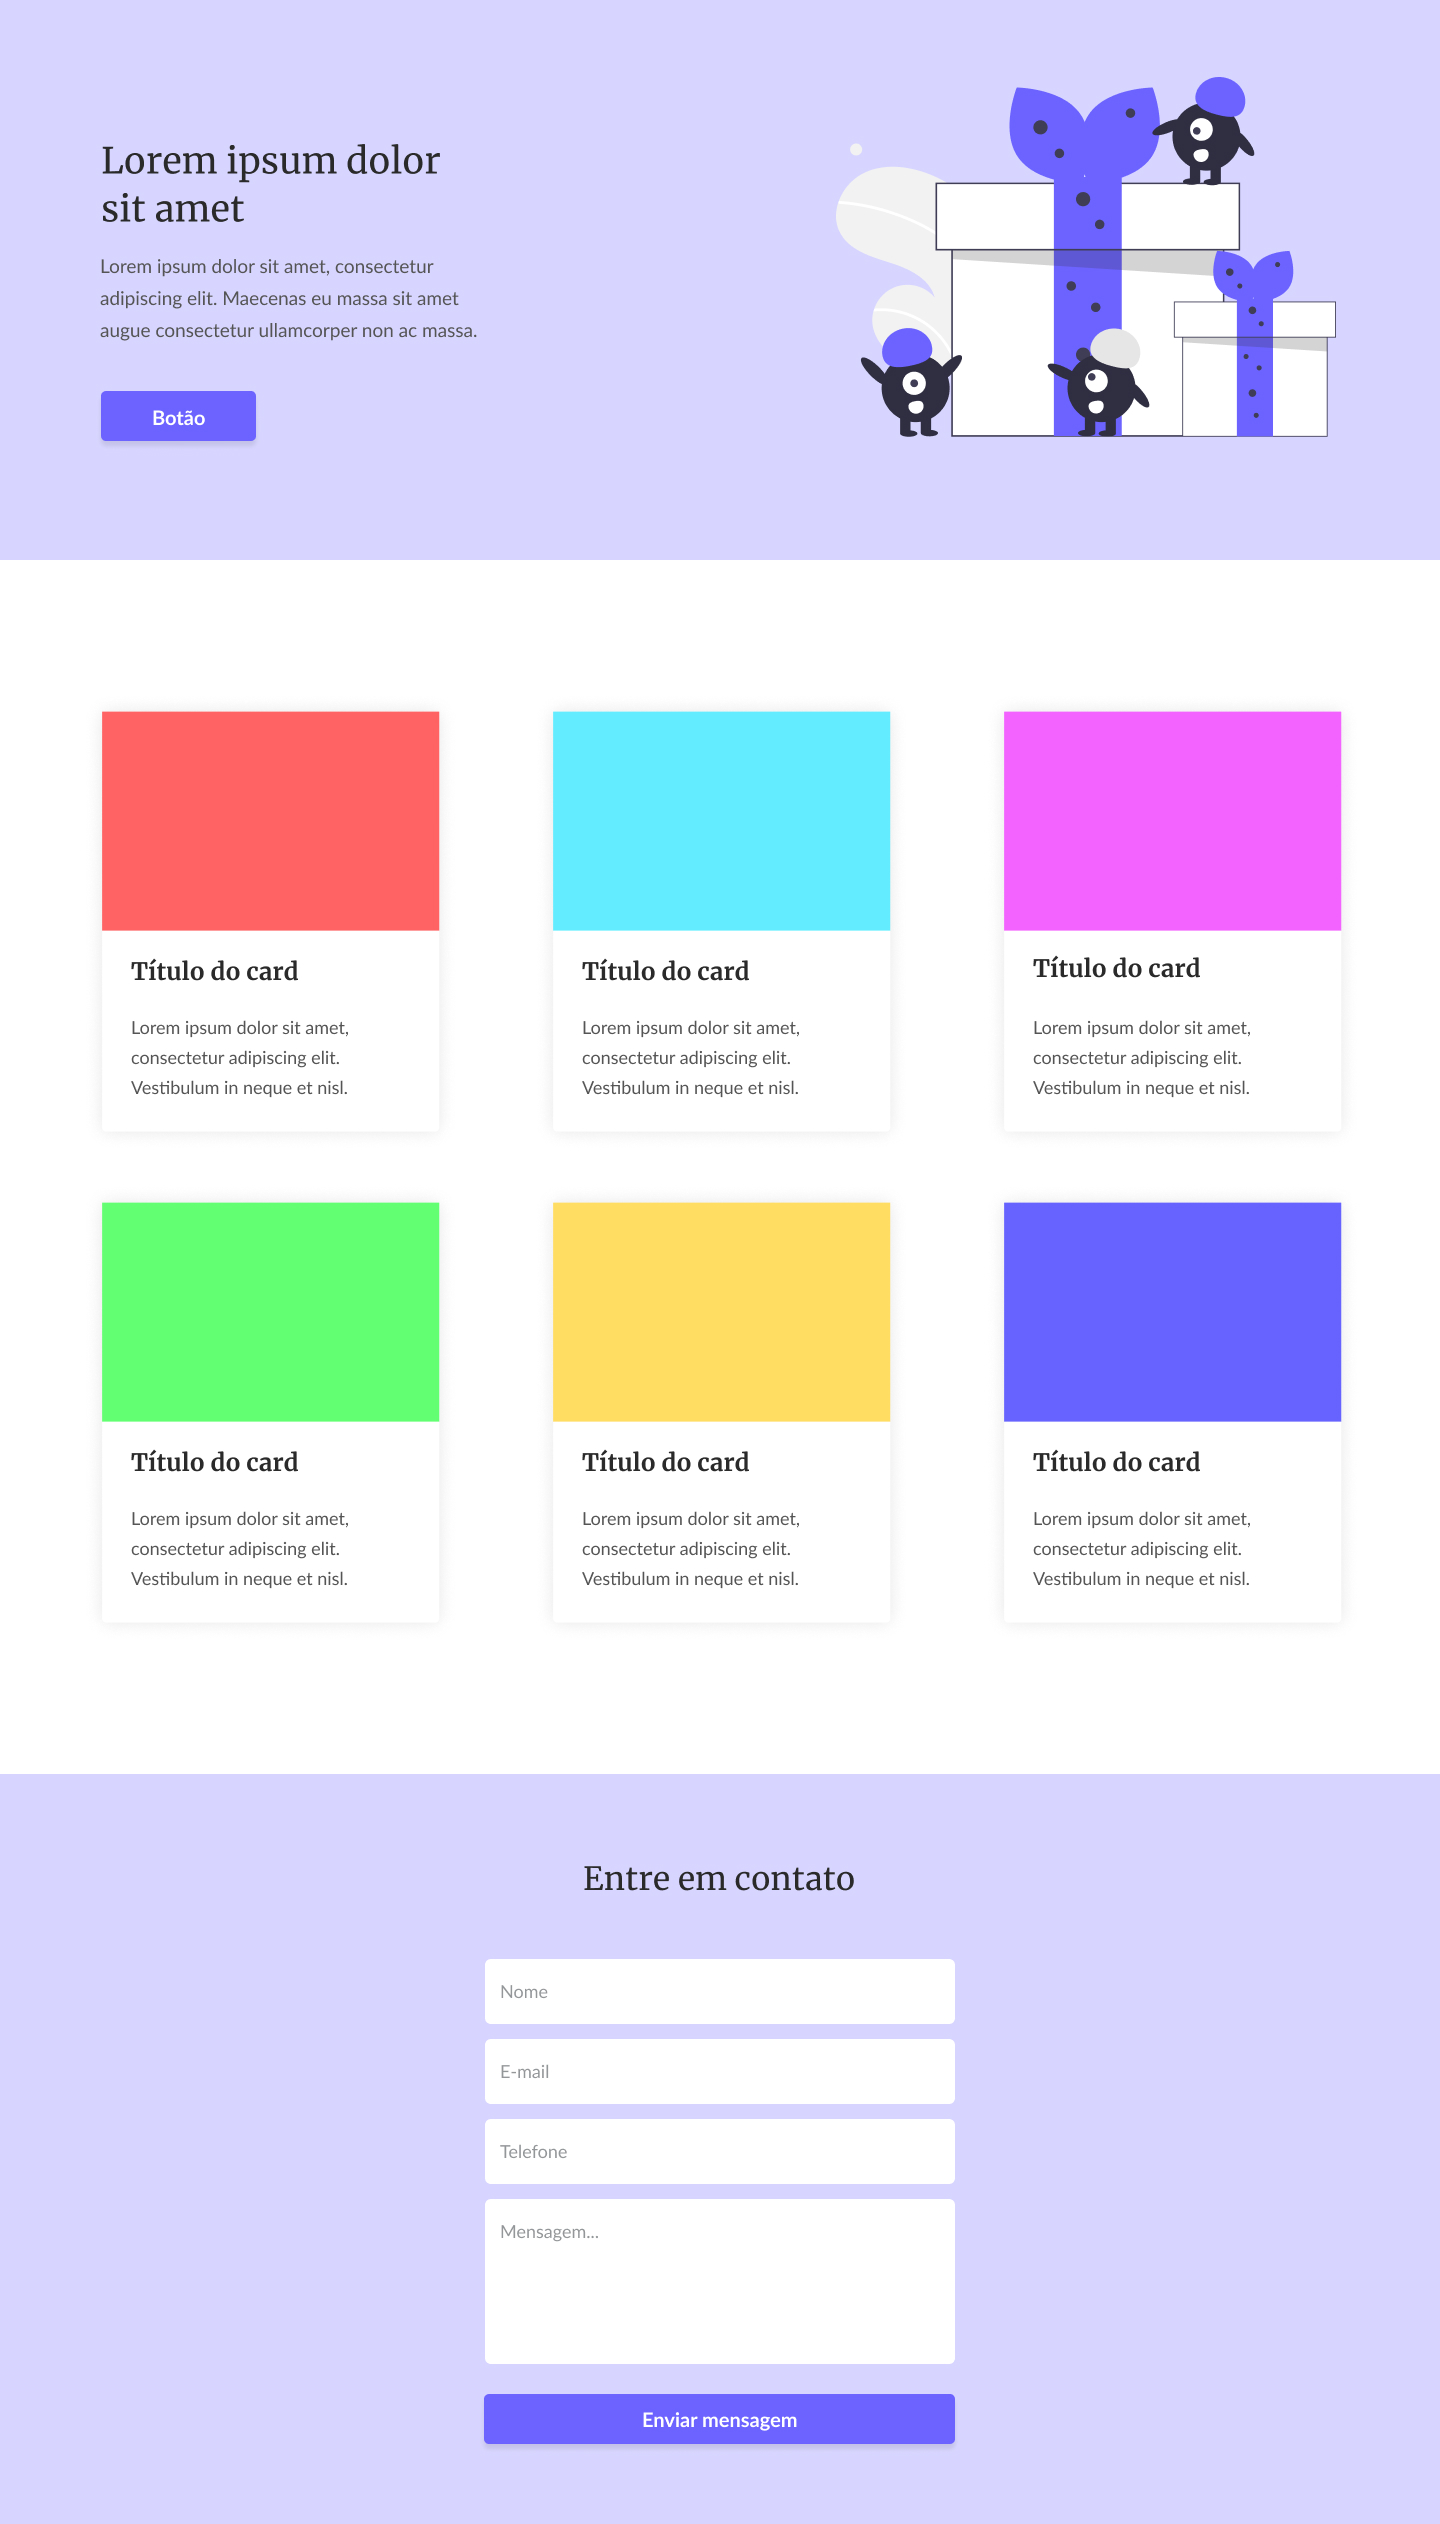 Lorem ipsum dolor
sit amet
Lorem ipsum dolor sit amet, consectetur
adipiscing elit. Maecenas eu massa sit amet
augue consectetur ullamcorper non ac massa.
Botão
Título do card
Lorem ipsum dolor sit amet,
consectetur adipiscing elit.
Vestibulum in neque et nisl.
Título do card
Lorem ipsum dolor sit amet,
consectetur adipiscing elit.
Vestibulum in neque et nisl.
Título do card
Lorem ipsum dolor sit amet,
consectetur adipiscing elit.
Vestibulum in neque et nisl.
Título do card
Lorem ipsum dolor sit amet,
consectetur adipiscing elit.
Vestibulum in neque et nisl.
Título do card
Lorem ipsum dolor sit amet,
consectetur adipiscing elit.
Vestibulum in neque et nisl.
Título do card
Lorem ipsum dolor sit amet,
consectetur adipiscing elit.
Vestibulum in neque et nisl.
Entre em contato
Nome
E-mail
Telefone
Mensagem...
Enviar mensagem